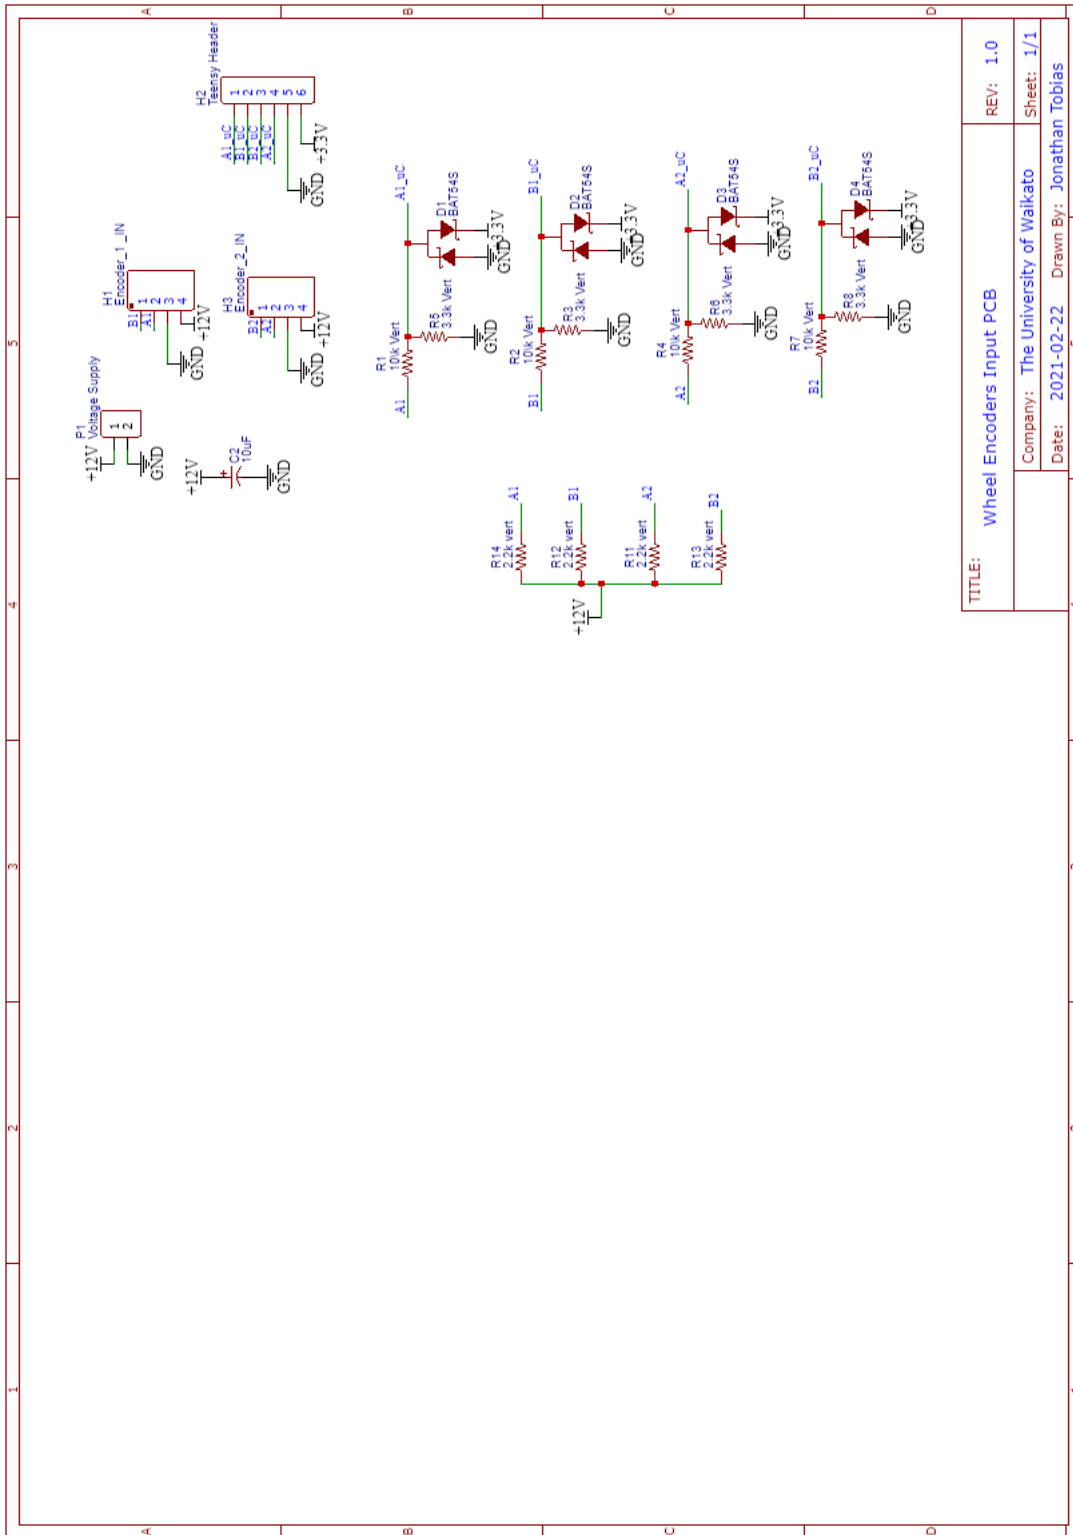 1
2
3
4
5
A
B
C
D
P1
Voltage Supply
+12V
1
2
GND
+12V
C2
10uF
GND
H1
Encoder_1 _IN
B1
A1
1
2
3
4
+12V
GND
H3
Encoder_2_IN
B2
A2
1
2
3
4
+12V
GND
H2
Teensy Header
A1_uC
B1_uC
B2_uC
A2_uC
1
2
3
4
5
6
+3.3V
GND
A1
R1
10\k Vert
A1_uC
R5
3.3k Vert
GND
D1
BAT54S
GND
3.3V
B1
R2
10\k Vert
B1_uC
R3
3.3k Vert
GND
D2
BAT54S
GND
3.3V
A2
R4
10\k Vert
A2_uC
R6
3.3k Vert
GND
D3
BAT54S
GND
3.3V
B2
R7
10\k Vert
B2_uC
R8
3.3k Vert
GND
D4
BAT54S
GND
3.3V
+12V
R14
2.2k vert
A1
R12
2.2k vert
B1
R11
2.2k vert
A2
R13
2.2k vert
B2
TITLE:
Wheel Encoders Input PCB
REV: 1.0
Company: The University of Waikato
Sheet: 1/1
Date: 2021-02-22
Drawn By: Jonathan Tobias
A
B
C
D